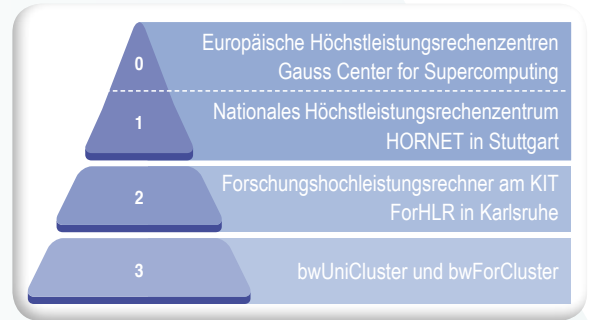 0
Europäische Höchstleistungsrechenzentren
Gauss Center for Supercomputing
1
Nationales Höchstleistungsrechenzentrum
HORNET in Stuttgart
2
Forschungshochleistungsrechner am KIT
ForHLR in Karlsruhe
3
bwUniCluster und bwForCluster